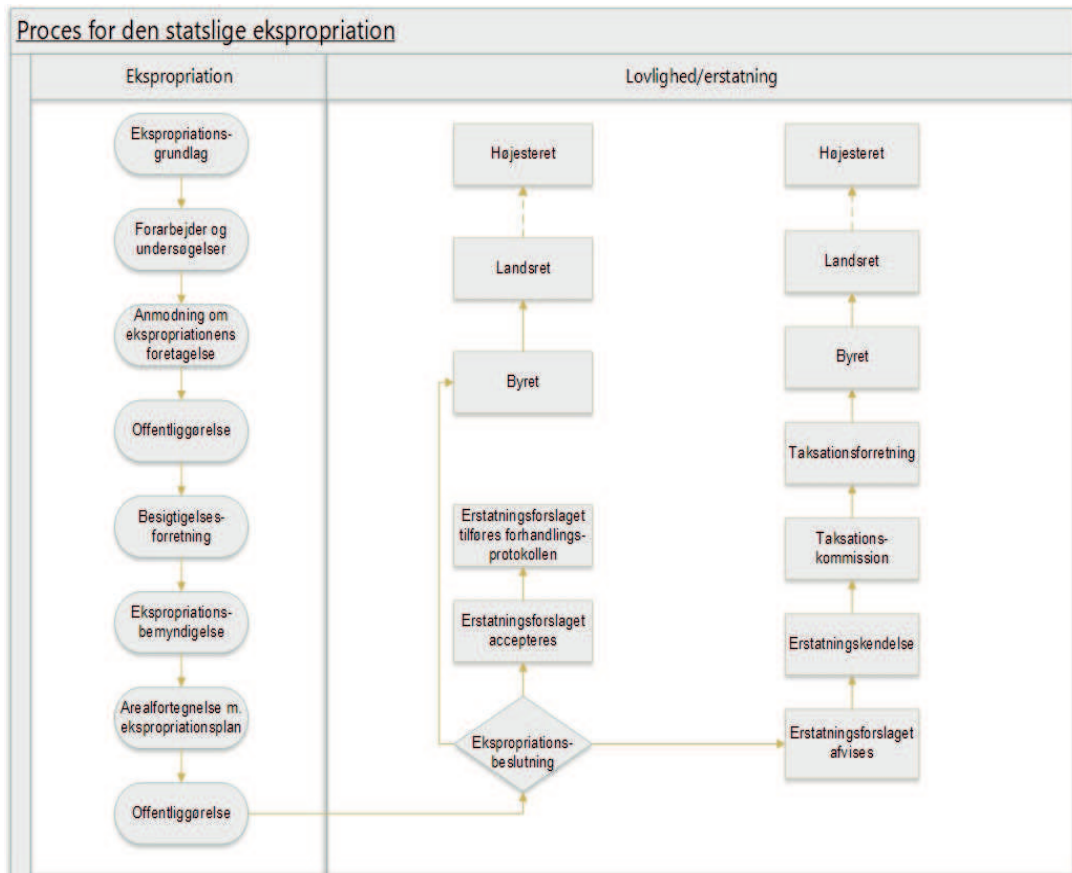 Proces for den statslige ekspropriation
Ekspropriation
Lovlighed/erstatning
Ekspropriations-
grundlag
Forarbejder og
undersøgelser
Anmodning om
ekspropriationens
foretagelse
Offentliggørelse
Besigtigelses-
forretning
Ekspropriations-
bemyndigelse
Arealfortegnelse m.
ekspropriationsplan
Offentliggørelse
Højesteret
Landsret
Byret
Erstatningsforslaget
tilføres forhandlings-
protokollen
Erstatningsforslaget
accepteres
Ekspropriations-
beslutning
Højesteret
Landsret
Byret
Taksationsforretning
Taksations-
kommission
Erstatningskendelse
Erstatningsforslaget
afvises